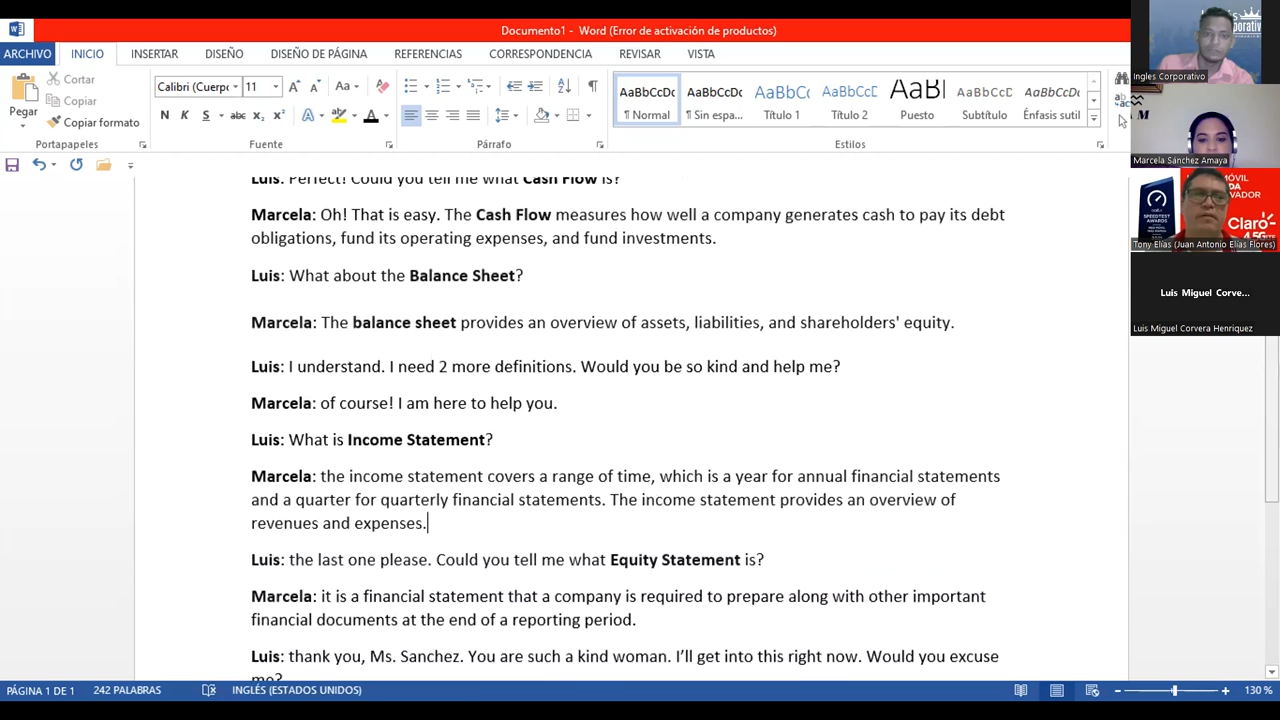 Documento1 - Word (Error de activación de productos)
ARCHIVO INICIO INSERTAR DISEÑO DISEÑO DE PÁGINA REFERENCIAS CORRESPONDENCIA REVISAR VISTA
Cortar
Copiar
Copiar formato
Pegar
Calibri (Cuerpo 11
N K S abc x₂ x²
AaBbCcDc AaBbCcDc AaBbCc AaBbCcD AaBbC AaBbCcD AaBbCcDc
¶ Normal ¶ Sin espa... Título 1 Título 2 Puesto Subtítulo Énfasis sutil
Portapapeles Fuente Párrafo Estilos
Luis: Perfect! Could you tell me what Cash Flow is?
Marcela: Oh! That is easy. The Cash Flow measures how well a company generates cash to pay its debt
obligations, fund its operating expenses, and fund investments.
Luis: What about the Balance Sheet?
Marcela: The balance sheet provides an overview of assets, liabilities, and shareholders' equity.
Luis: I understand. I need 2 more definitions. Would you be so kind and help me?
Marcela: of course! I am here to help you.
Luis: What is Income Statement?
Marcela: the income statement covers a range of time, which is a year for annual financial statements
and a quarter for quarterly financial statements. The income statement provides an overview of
revenues and expenses.
Luis: the last one please. Could you tell me what Equity Statement is?
Marcela: it is a financial statement that a company is required to prepare along with other important
financial documents at the end of a reporting period.
Luis: thank you, Ms. Sanchez. You are such a kind woman. I'll get into this right now. Would you excuse
me?
PÁGINA 1 DE 1 242 PALABRAS INGLÉS (ESTADOS UNIDOS) 130 %
Ingles Corporativo
Marcela Sánchez Amaya
SPEEDTEST
AWARDS
Claro
4.5G
Tony Elías (Juan Antonio Elías Flores)
Luis Miguel Corve...
Luis Miguel Corvera Henriquez